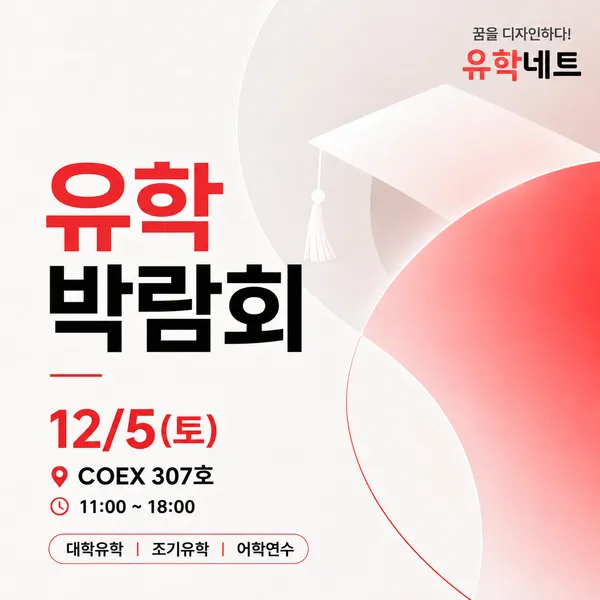 꿈을 디자인하다!
유학네트
유학
박람회
12/5(토)
COEX 307호
11:00 ~ 18:00
대학유학 | 조기유학 | 어학연수